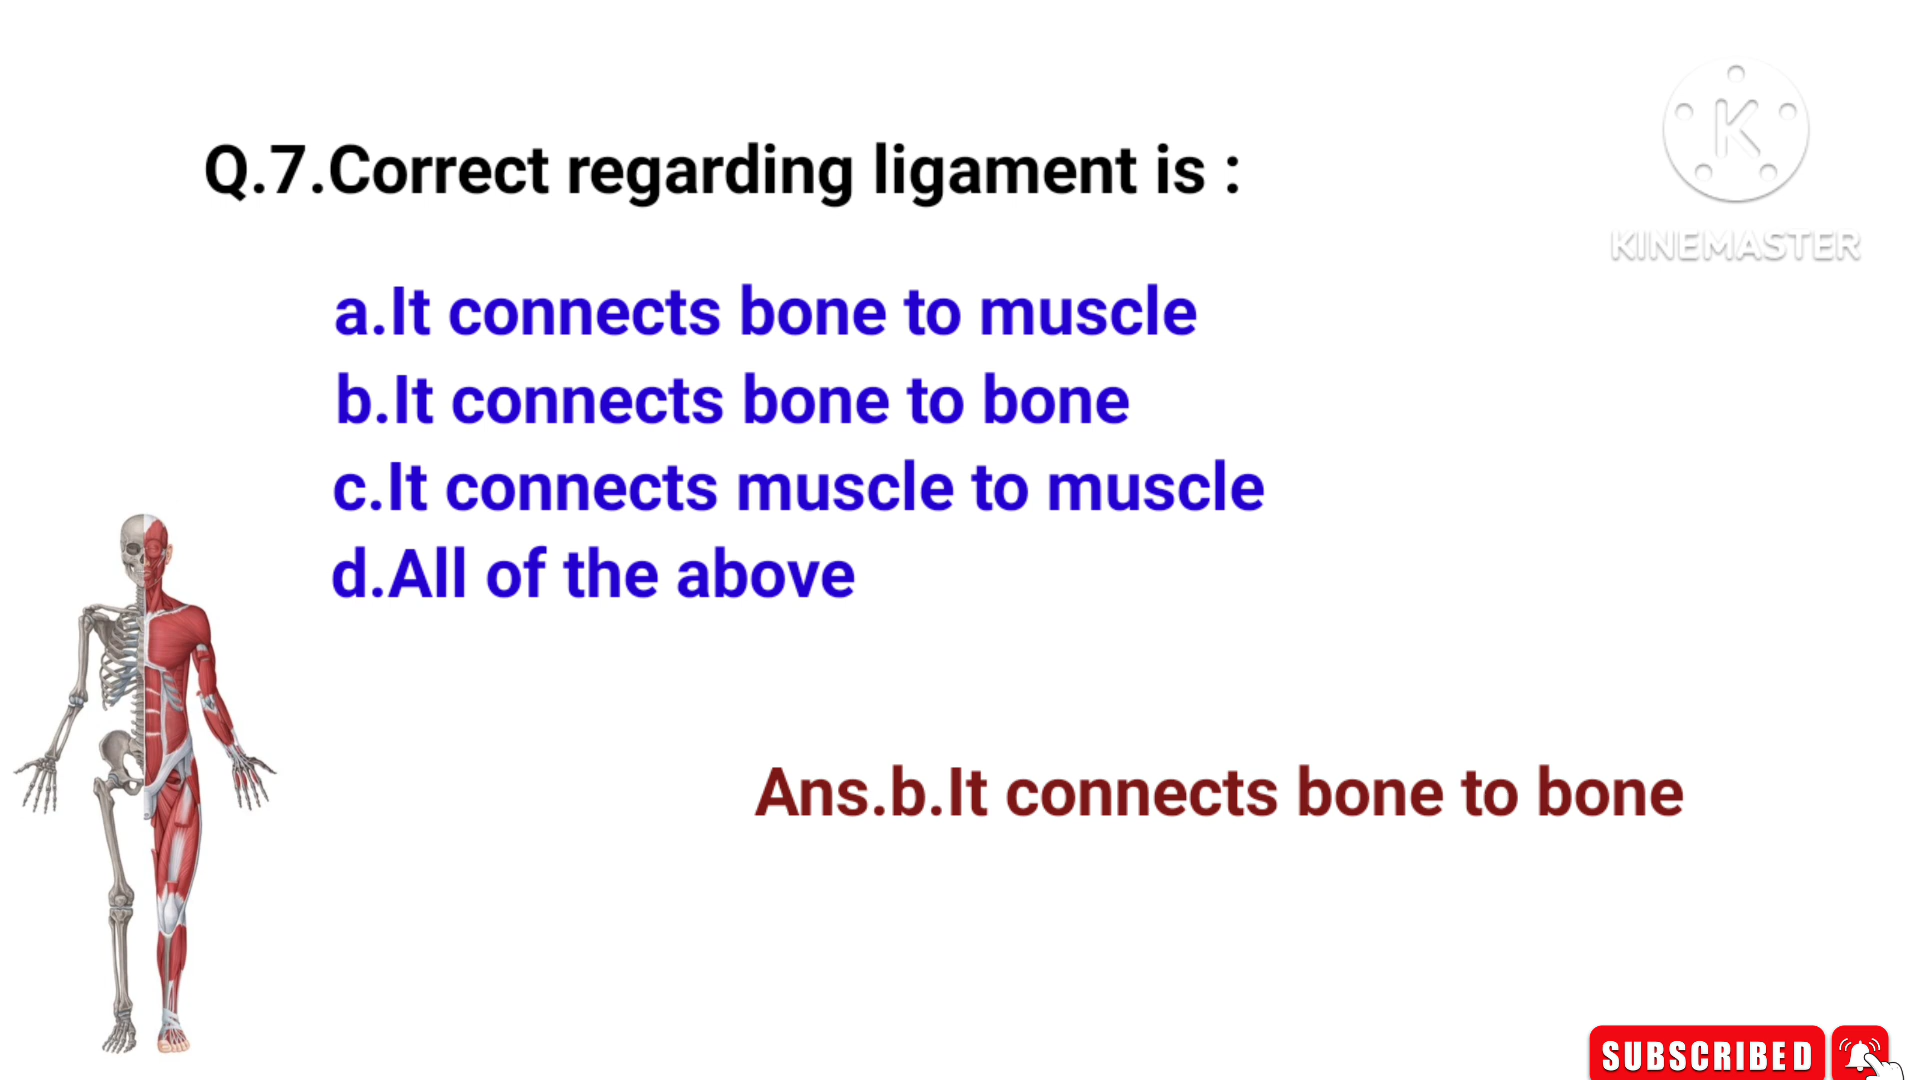 Q.7.Correct regarding ligament is :
K
KINEMASTER
a.It connects bone to muscle
b.It connects bone to bone
c.It connects muscle to muscle
d.All of the above
Ans.b.It connects bone to bone
SUBSCRIBED